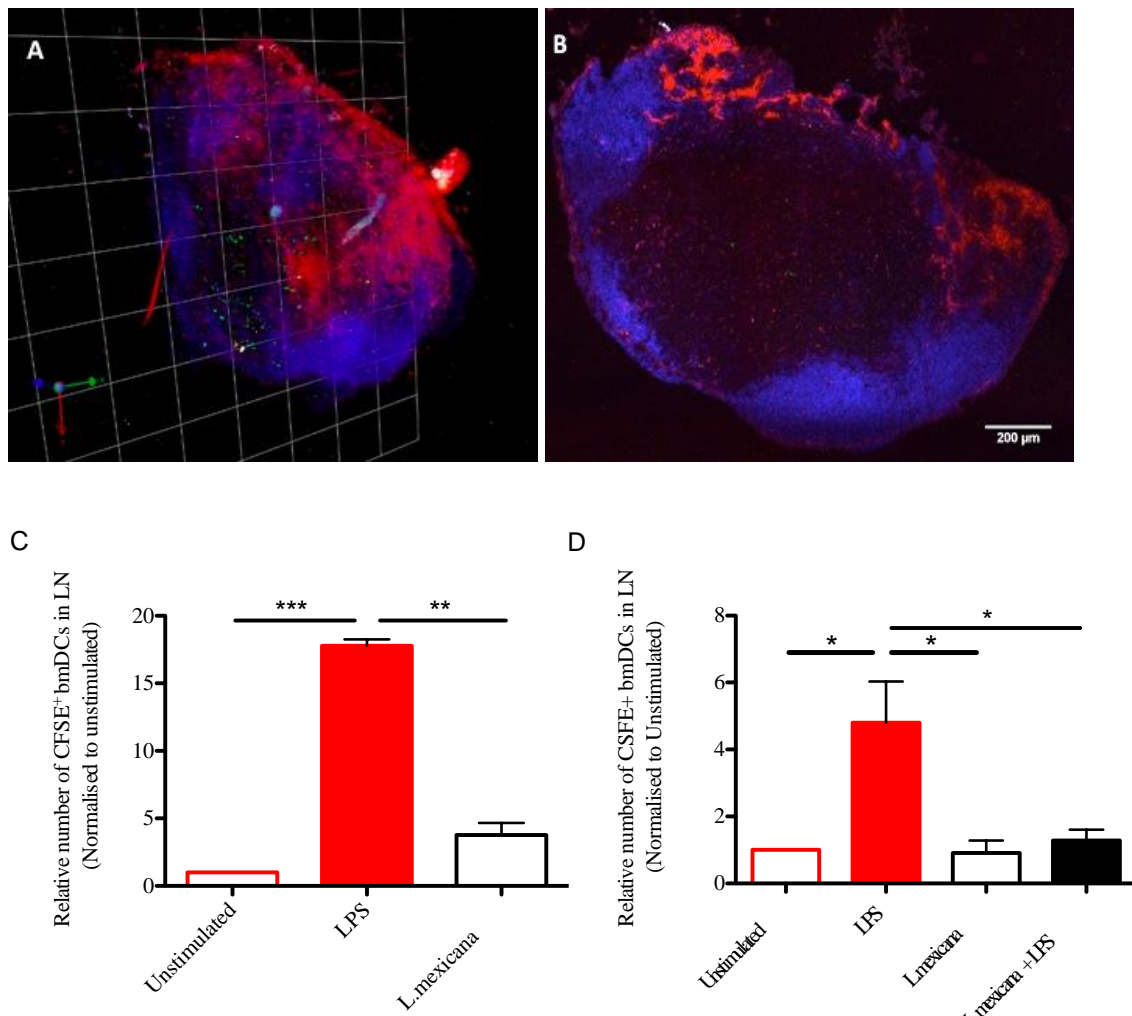 A
B
200 µm
C
D
Relative number of CFSE+ bmDCs in LN
(Normalised to unstimulated)
20
15
10
5
0
***
**
Unstimulated
LPS
L.mexicana
Relative number of CSFE+ bmDCs in LN
(Normalised to Unstimulated)
8
6
4
2
0
*
*
*
Unstimulated
LPS
L.mexicana
mexicana + LPS